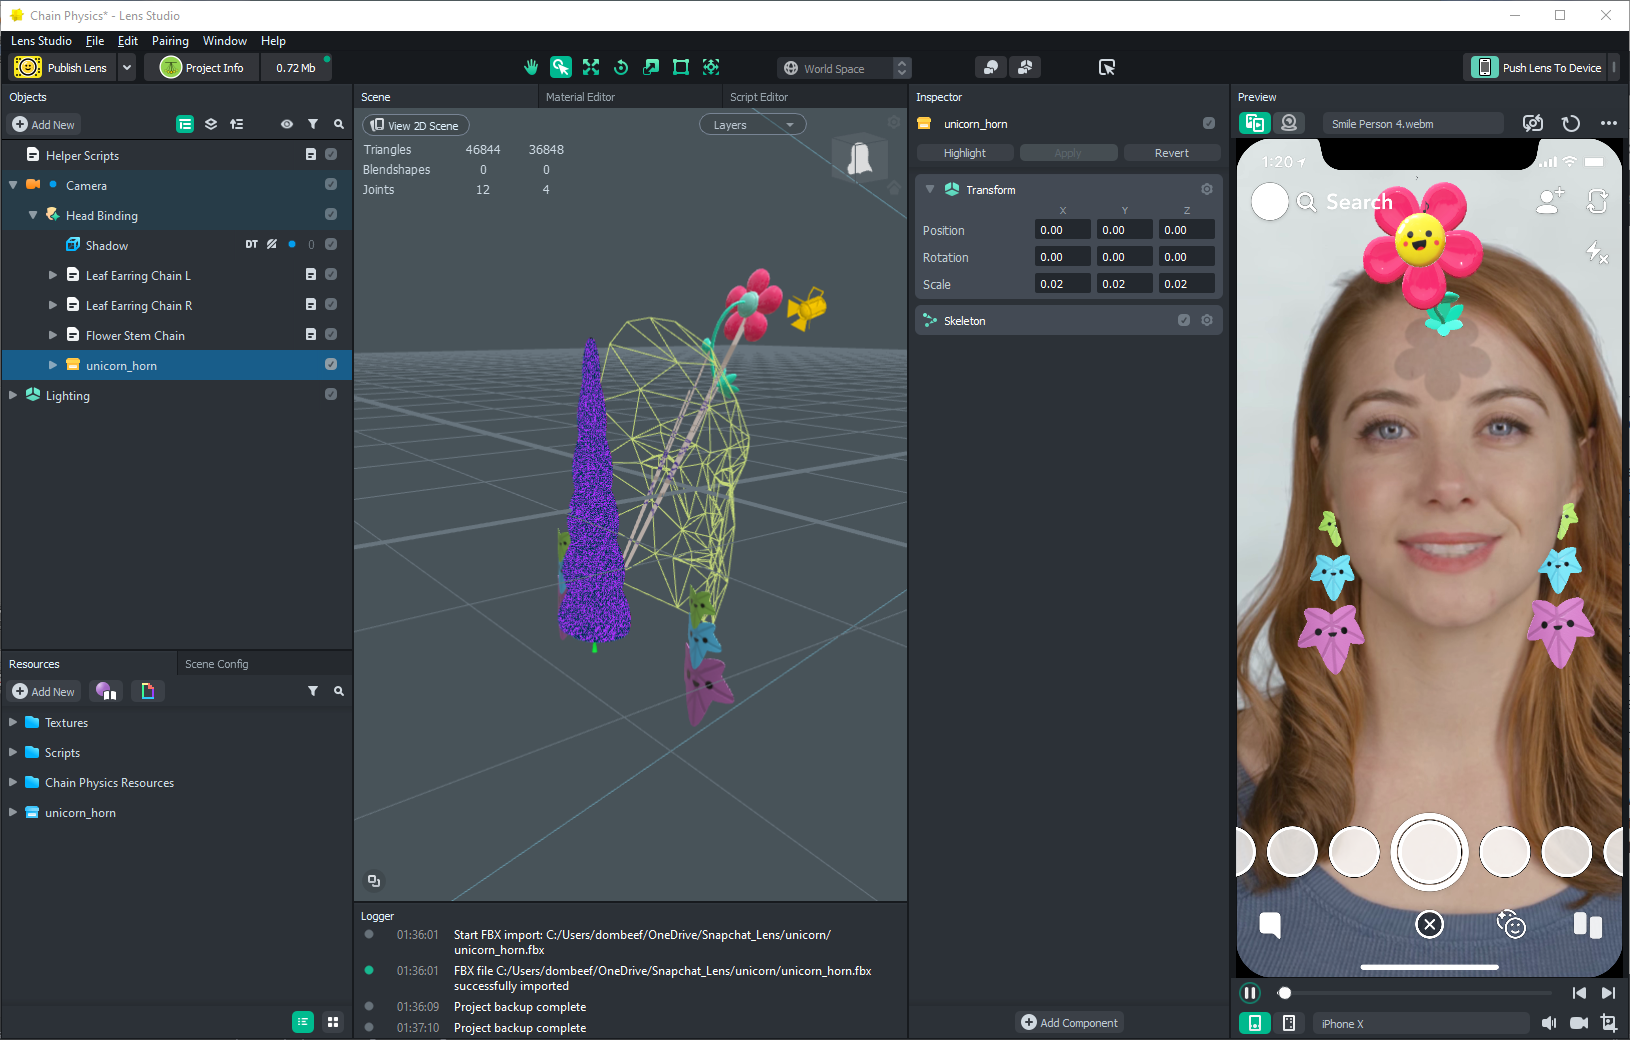 Chain Physics* - Lens Studio
Lens Studio File Edit Pairing Window Help
Publish Lens
Project Info
0.72 Mb
World Space
Push Lens To Device
Objects
Add New
Helper Scripts
Camera
Head Binding
Shadow DT 0
Leaf Earring Chain L
Leaf Earring Chain R
Flower Stem Chain
unicorn_horn
Lighting
Resources
Scene Config
Add New
Textures
Scripts
Chain Physics Resources
unicorn_horn
Scene
Material Editor
Script Editor
View 2D Scene
Layers
Triangles 46844 36848
Blendshapes 0 0
Joints 12 4
Logger
01:36:01 Start FBX import: C:/Users/dombeef/OneDrive/Snapchat_Lens/unicorn/
unicorn_horn.fbx
01:36:01 FBX file C:/Users/dombeef/OneDrive/Snapchat_Lens/unicorn/unicorn_horn.fbx
successfully imported
01:36:09 Project backup complete
01:37:10 Project backup complete
Inspector
unicorn_horn
Highlight Apply Revert
Transform
X Y Z
Position 0.00 0.00 0.00
Rotation 0.00 0.00 0.00
Scale 0.02 0.02 0.02
Skeleton
Add Component
Preview
Smile Person 4.webm
1:20
Search
iPhone X